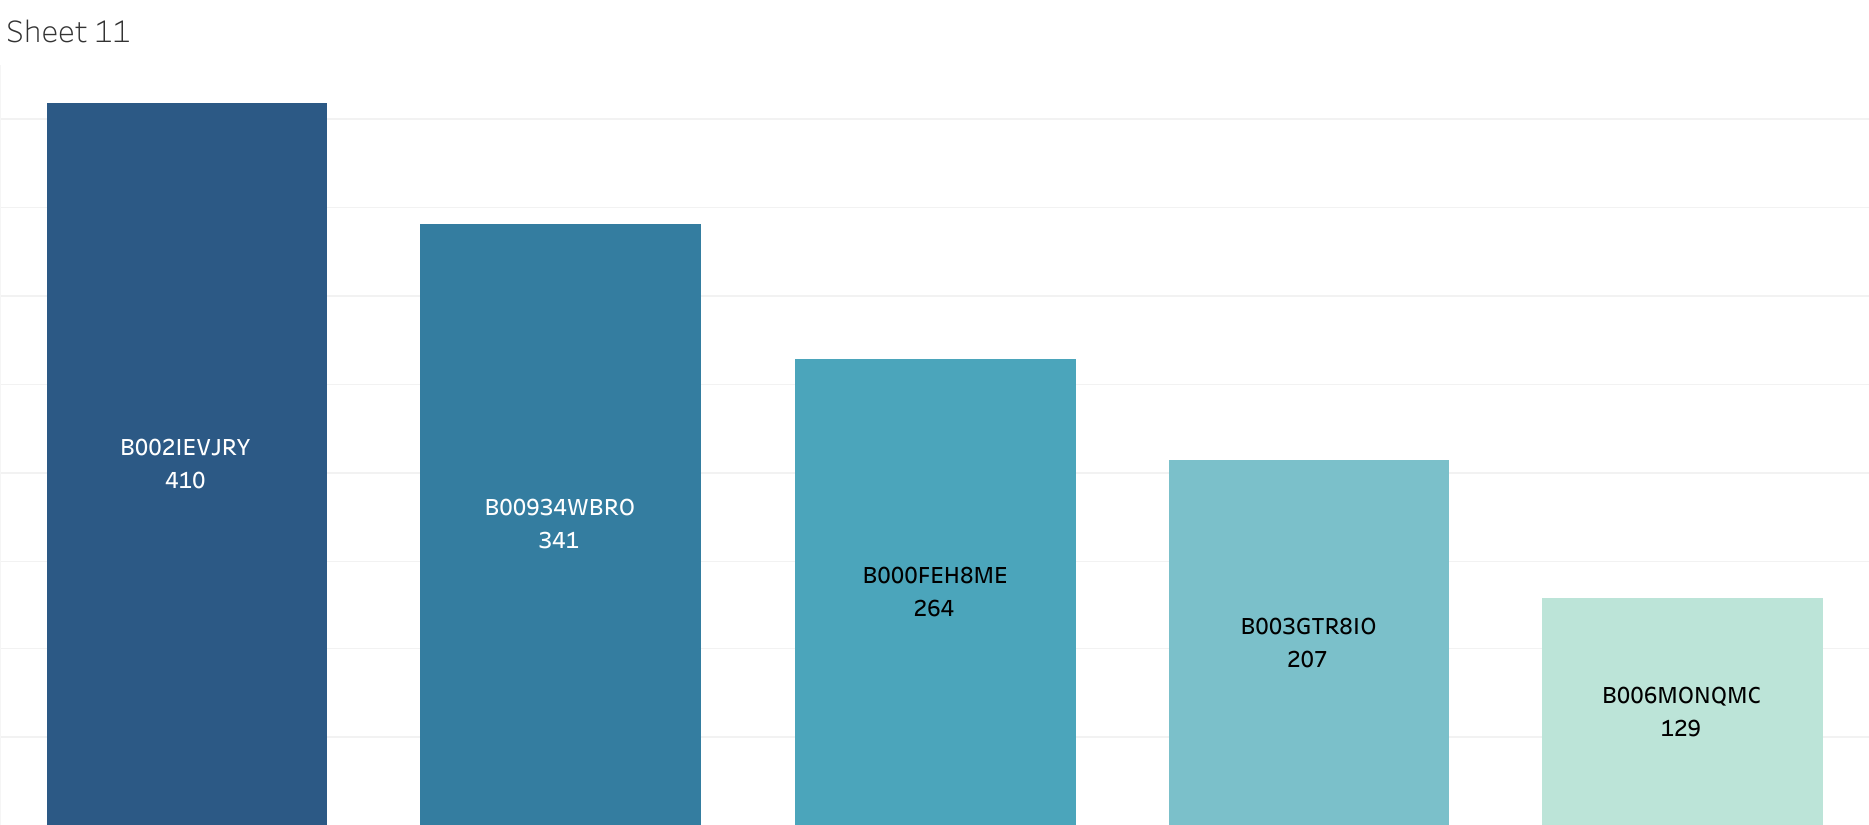 Sheet 11
B002IEVJRY
410
B00934WBRO
341
B000FEH8ME
264
B003GTR8IO
207
B006MONQMC
129